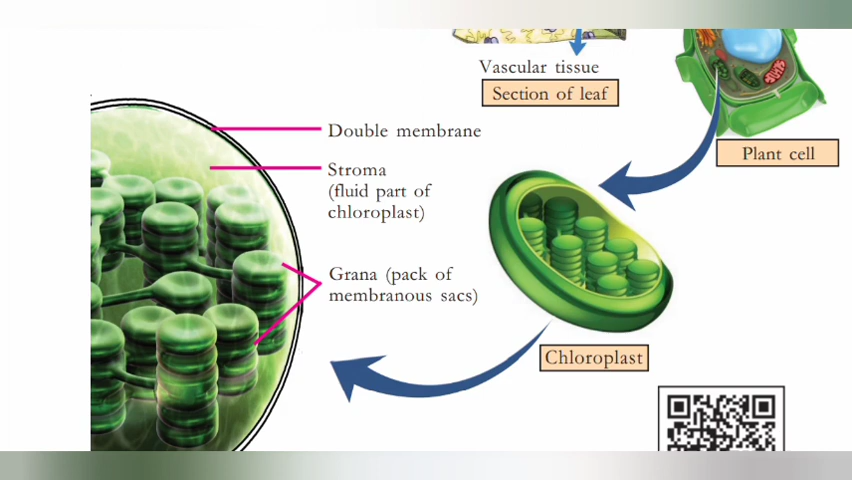 Vascular tissue
Section of leaf
Plant cell
Double membrane
Stroma
(fluid part of
chloroplast)
Grana (pack of
membranous sacs)
Chloroplast